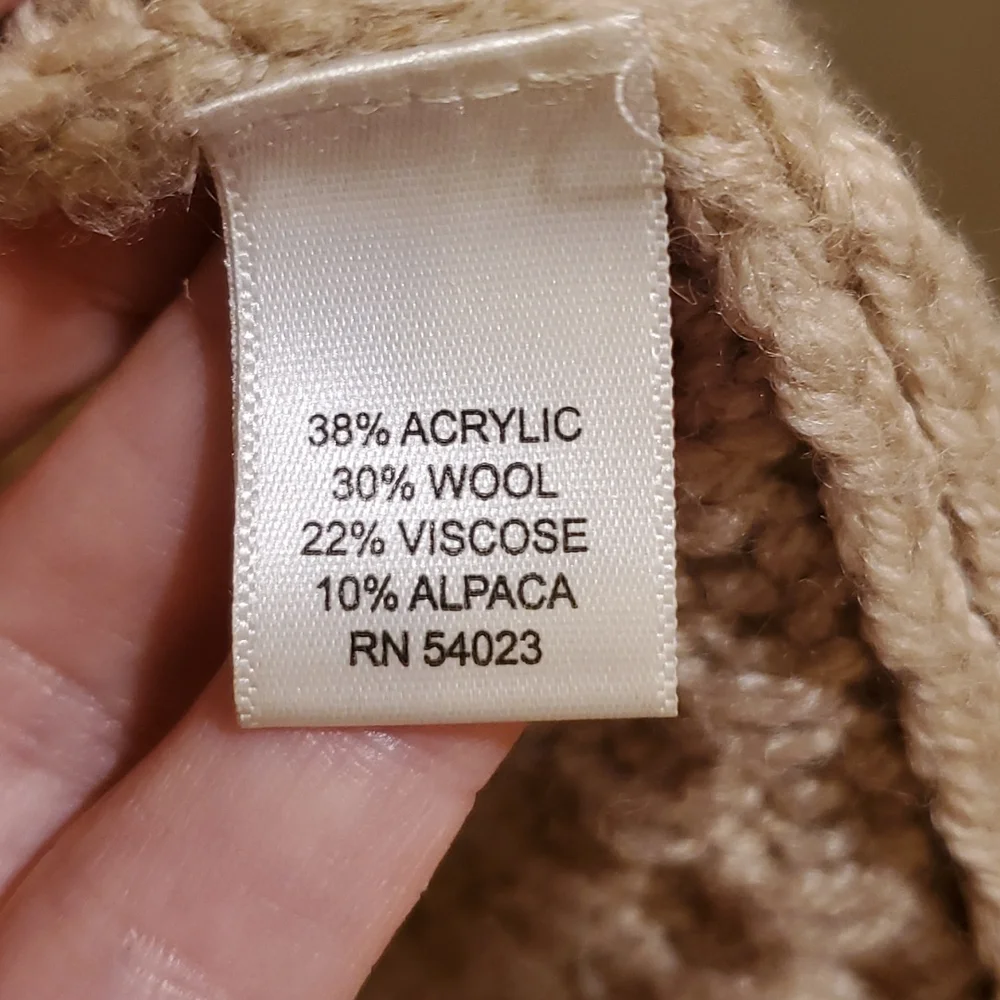 38% ACRYLIC
30% WOOL
22% VISCOSE
10% ALPACA
RN 54023